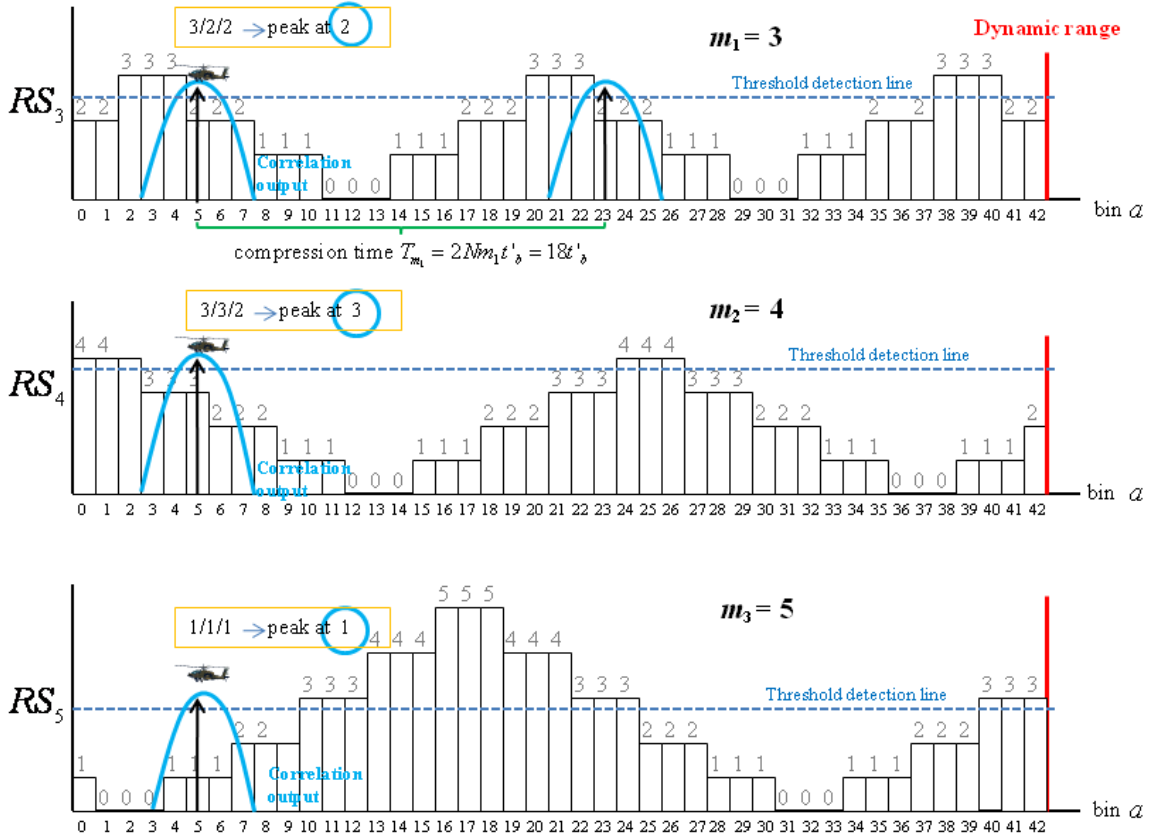 3/2/2 → peak at 2
m₁ = 3
Dynamic range
3 3 3
3 3 3
3 3 3
Threshold detection line
RS₃
2 2
2 2 2
2 2 2
2 2 2
2 2
2 2
1 1 1
1 1 1
1 1 1
1 1 1
Correlation
output
0 0 0
0 0 0
0 1 2 3 4 5 6 7 8 9 10 11 12 13 14 15 16 17 18 19 20 21 22 23 24 25 26 27 28 29 30 31 32 33 34 35 36 37 38 39 40 41 42
bin a
compression time Tₘ₁ = 2Nm₁t'_b = 18t'_b
3/3/2 → peak at 3
m₂ = 4
4 4
4 4 4
Threshold detection line
RS₄
3 3 3
3 3 3
3 3 3
2 2 2
2 2 2
2 2 2
2
1 1 1
1 1 1
1 1 1
1 1 1
Correlation
output
0 0 0
0 0 0
0 1 2 3 4 5 6 7 8 9 10 11 12 13 14 15 16 17 18 19 20 21 22 23 24 25 26 27 28 29 30 31 32 33 34 35 36 37 38 39 40 41 42
bin a
5 5 5
m₃ = 5
1/1/1 → peak at 1
4 4 4
4 4 4
3 3 3
3 3 3
3 3 3
Threshold detection line
RS₅
2 2
2 2 2
2 2 2
1
1 1 1
1 1 1
1 1 1
Correlation
output
0 0 0
0 0 0
0 1 2 3 4 5 6 7 8 9 10 11 12 13 14 15 16 17 18 19 20 21 22 23 24 25 26 27 28 29 30 31 32 33 34 35 36 37 38 39 40 41 42
bin a